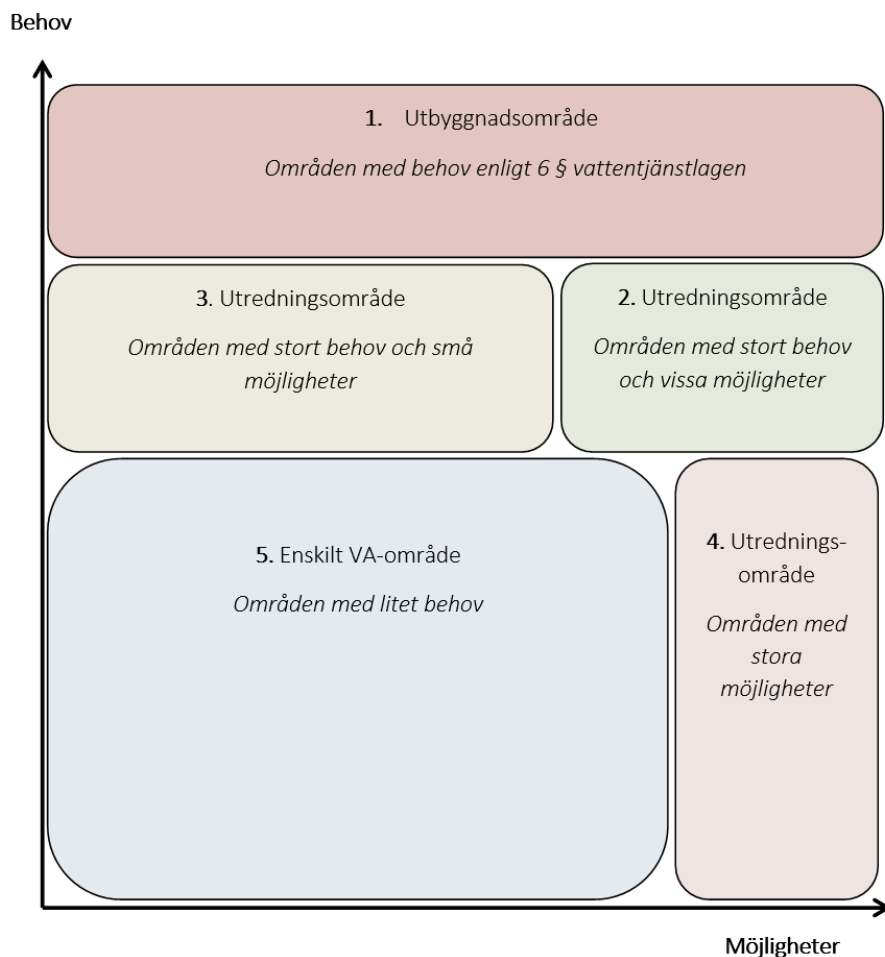 Behov
1. Utbyggnadsområde
Områden med behov enligt 6 § vattentjänstlagen
3. Utredningsområde
Områden med stort behov och små
möjligheter
2. Utredningsområde
Områden med stort behov
och vissa möjligheter
5. Enskilt VA-område
Områden med litet behov
4. Utrednings-
område
Områden med
stora
möjligheter
Möjligheter